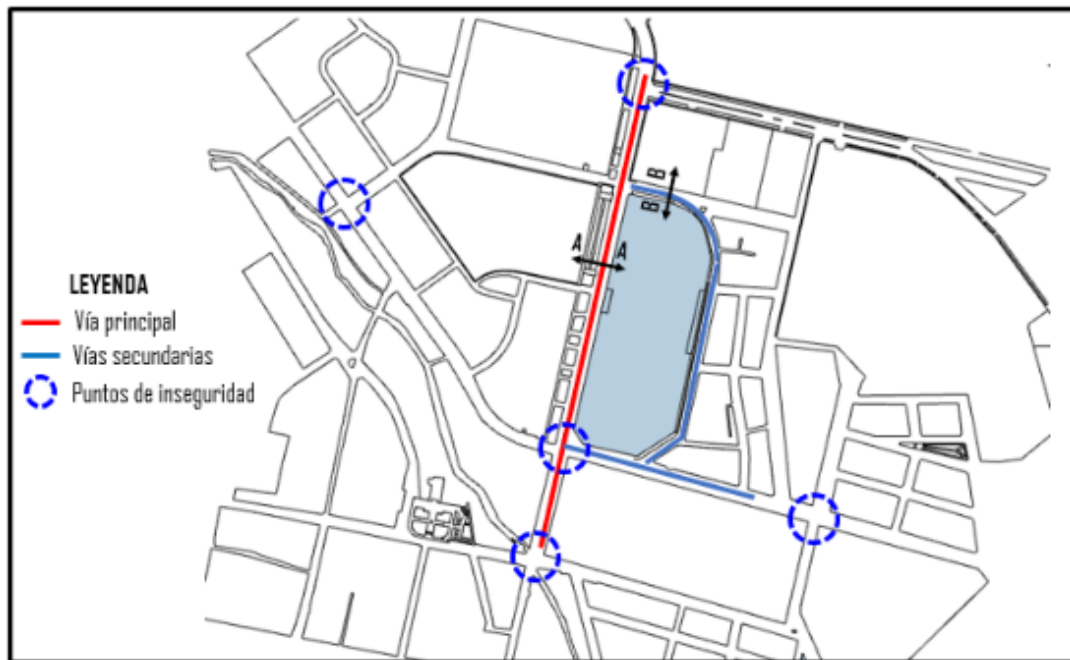 B
B
A
A
LEYENDA
Vía principal
Vías secundarias
Puntos de inseguridad